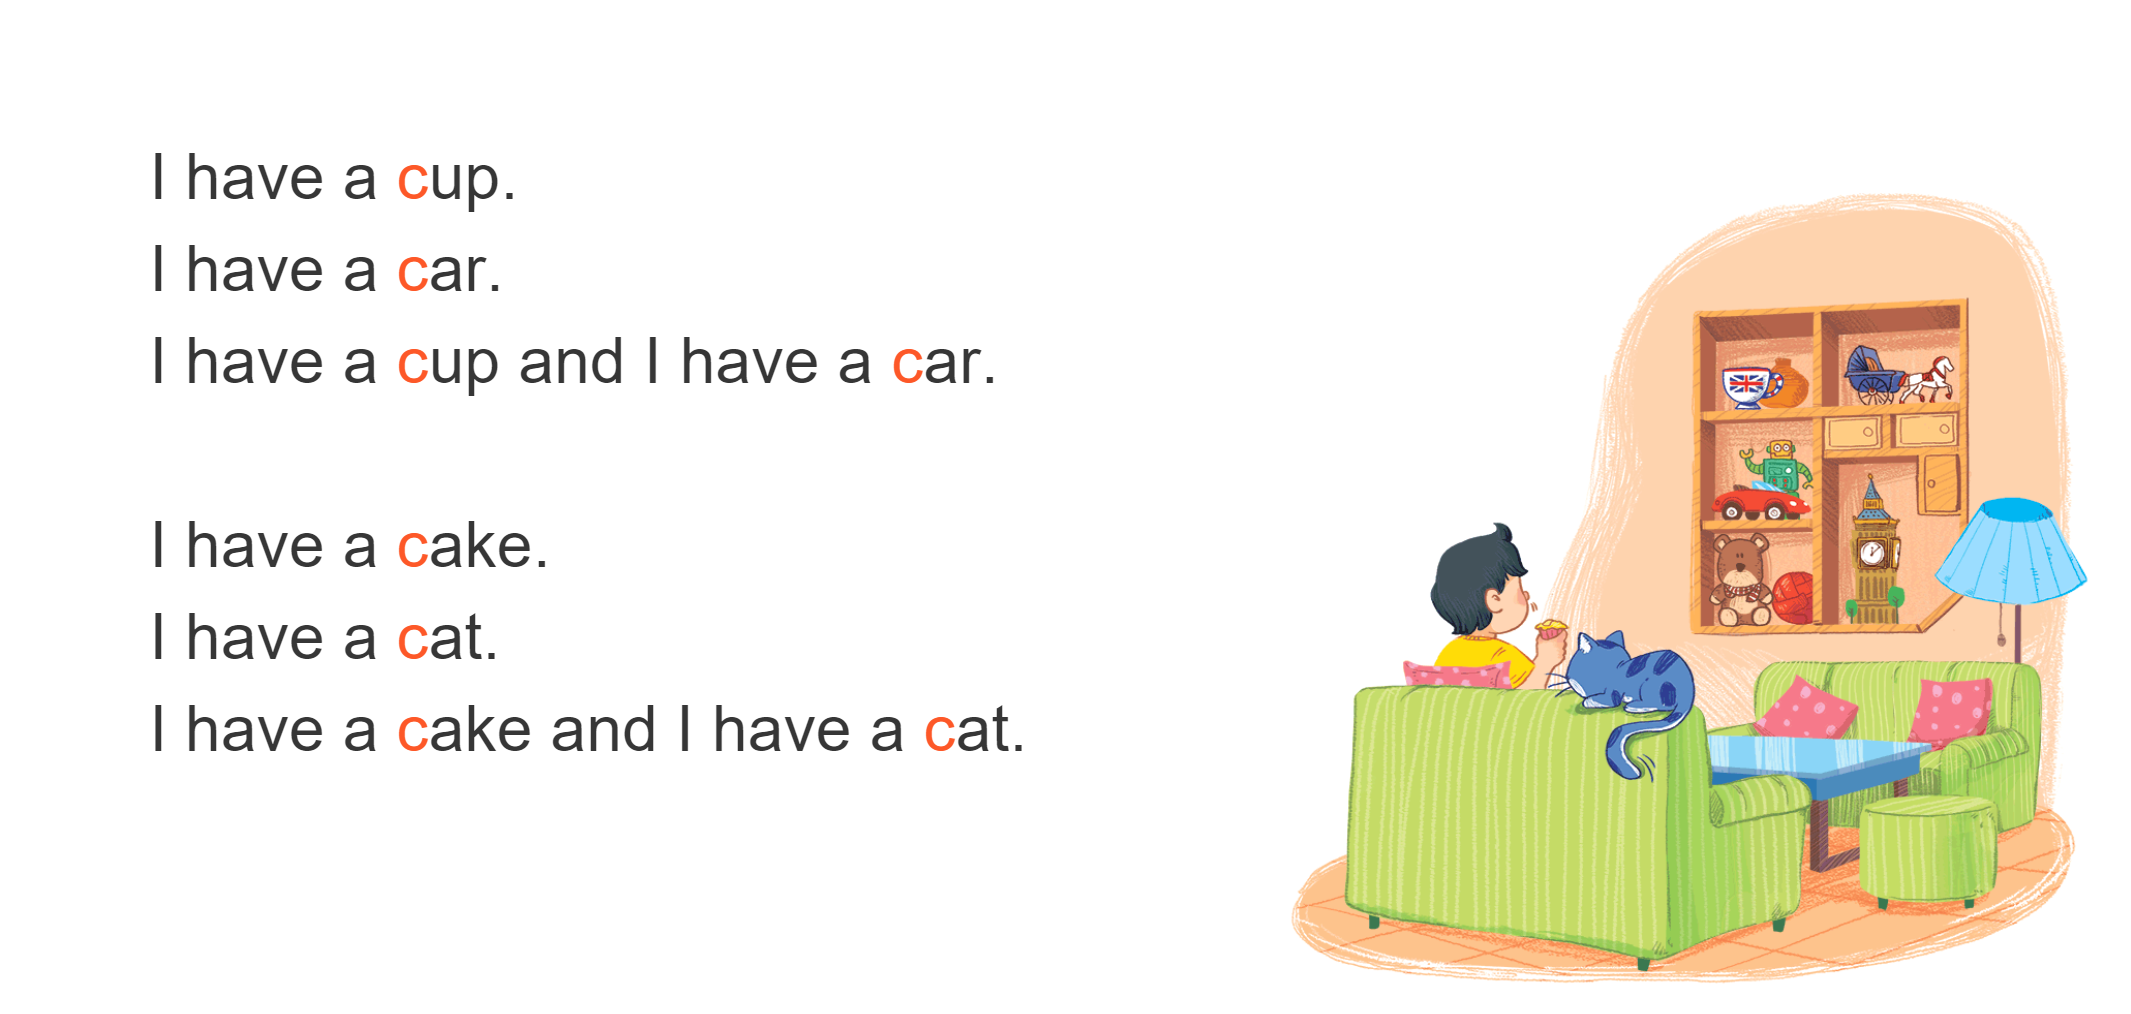 I have a cup.
I have a car.
I have a cup and I have a car.
I have a cake.
I have a cat.
I have a cake and I have a cat.